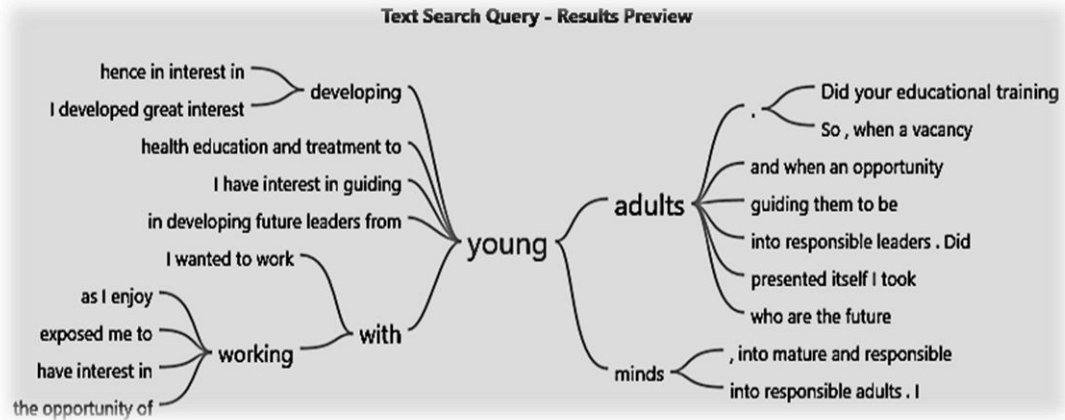 Text Search Query - Results Preview
hence in interest in
I developed great interest
developing
health education and treatment to
I have interest in guiding
in developing future leaders from
I wanted to work
as I enjoy
exposed me to
have interest in
the opportunity of
working
with
young
adults
.
Did your educational training
So , when a vacancy
and when an opportunity
guiding them to be
into responsible leaders . Did
presented itself I took
who are the future
minds
, into mature and responsible
into responsible adults . I